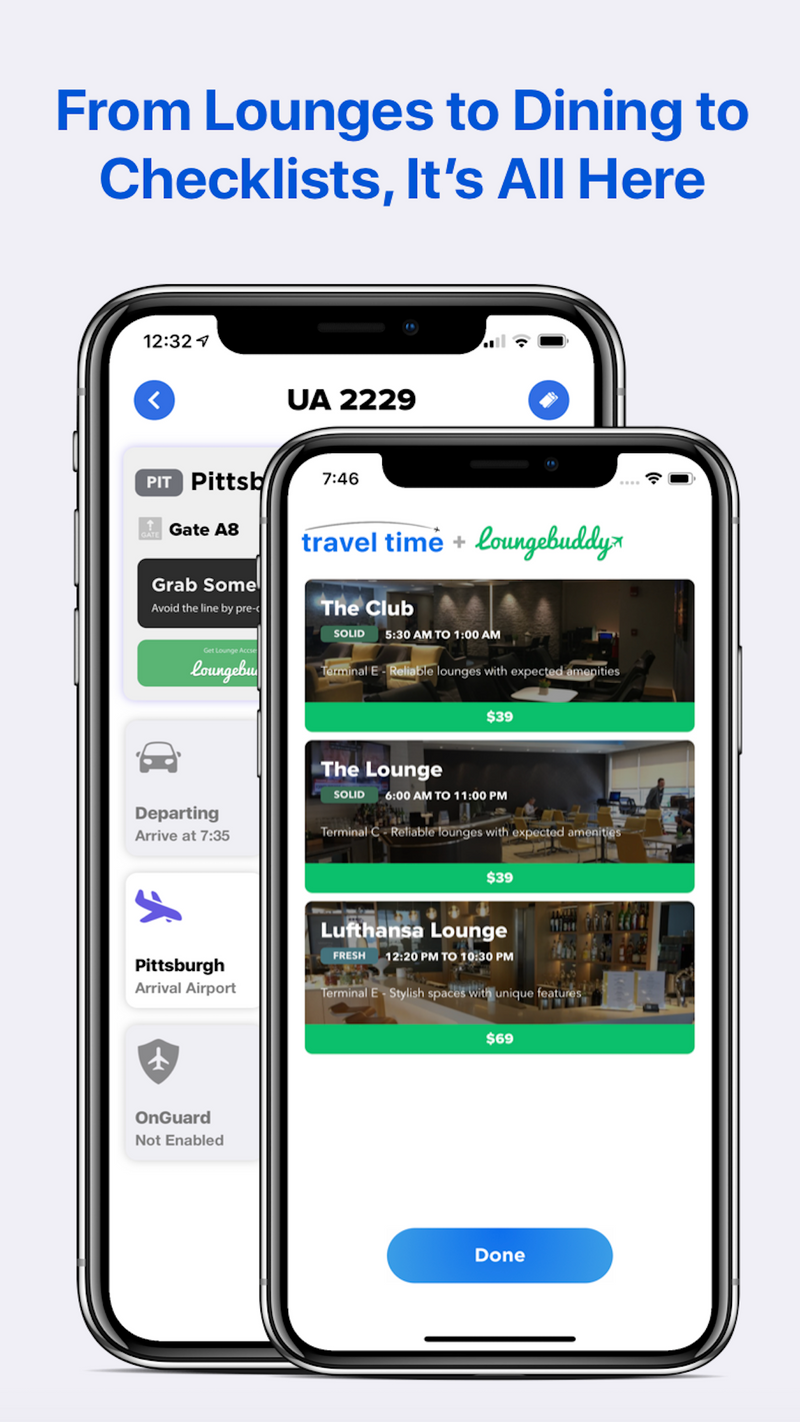 From Lounges to Dining to
Checklists, It's All Here
12:32
UA 2229
PIT Pittsb
GATE Gate A8
Grab Some
Avoid the line by pre-
Get Lounge Acce
Loungebu
Departing
Arrive at 7:35
Pittsburgh
Arrival Airport
OnGuard
Not Enabled
7:46
travel time + Loungebuddy
The Club
SOLID 5:30 AM TO 1:00 AM
Terminal E - Reliable lounges with expected amenities
$39
The Lounge
SOLID 6:00 AM TO 11:00 PM
Terminal C - Reliable lounges with expected amenities
$39
Lufthansa Lounge
FRESH 12:20 PM TO 10:30 PM
Terminal E - Stylish spaces with unique features
$69
Done